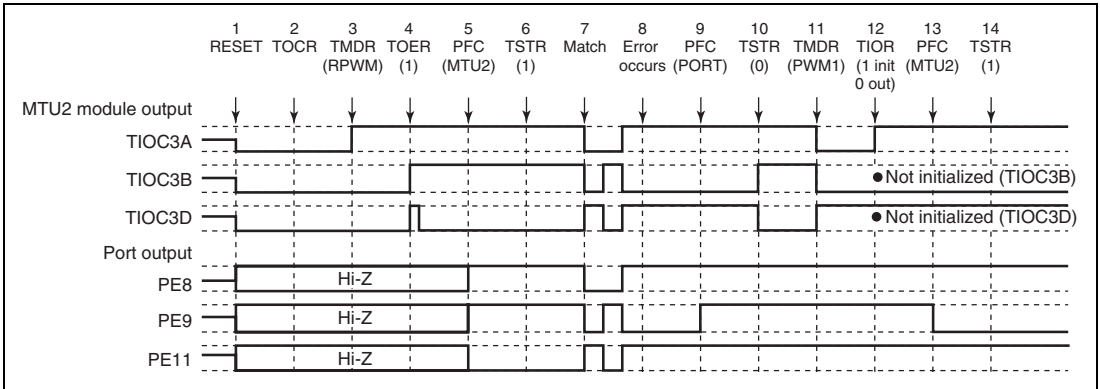 1 2 3 4 5 6 7 8 9 10 11 12 13 14
RESET TOCR TMDR TOER PFC TSTR Match Error PFC TSTR TMDR TIOR PFC TSTR
(RPWM) (1) (MTU2) (1) occurs (PORT) (0) (PWM1) (1 init (MTU2) (1)
0 out)
MTU2 module output
TIOC3A
TIOC3B
● Not initialized (TIOC3B)
TIOC3D
● Not initialized (TIOC3D)
Port output
PE8
Hi-Z
PE9
Hi-Z
PE11
Hi-Z